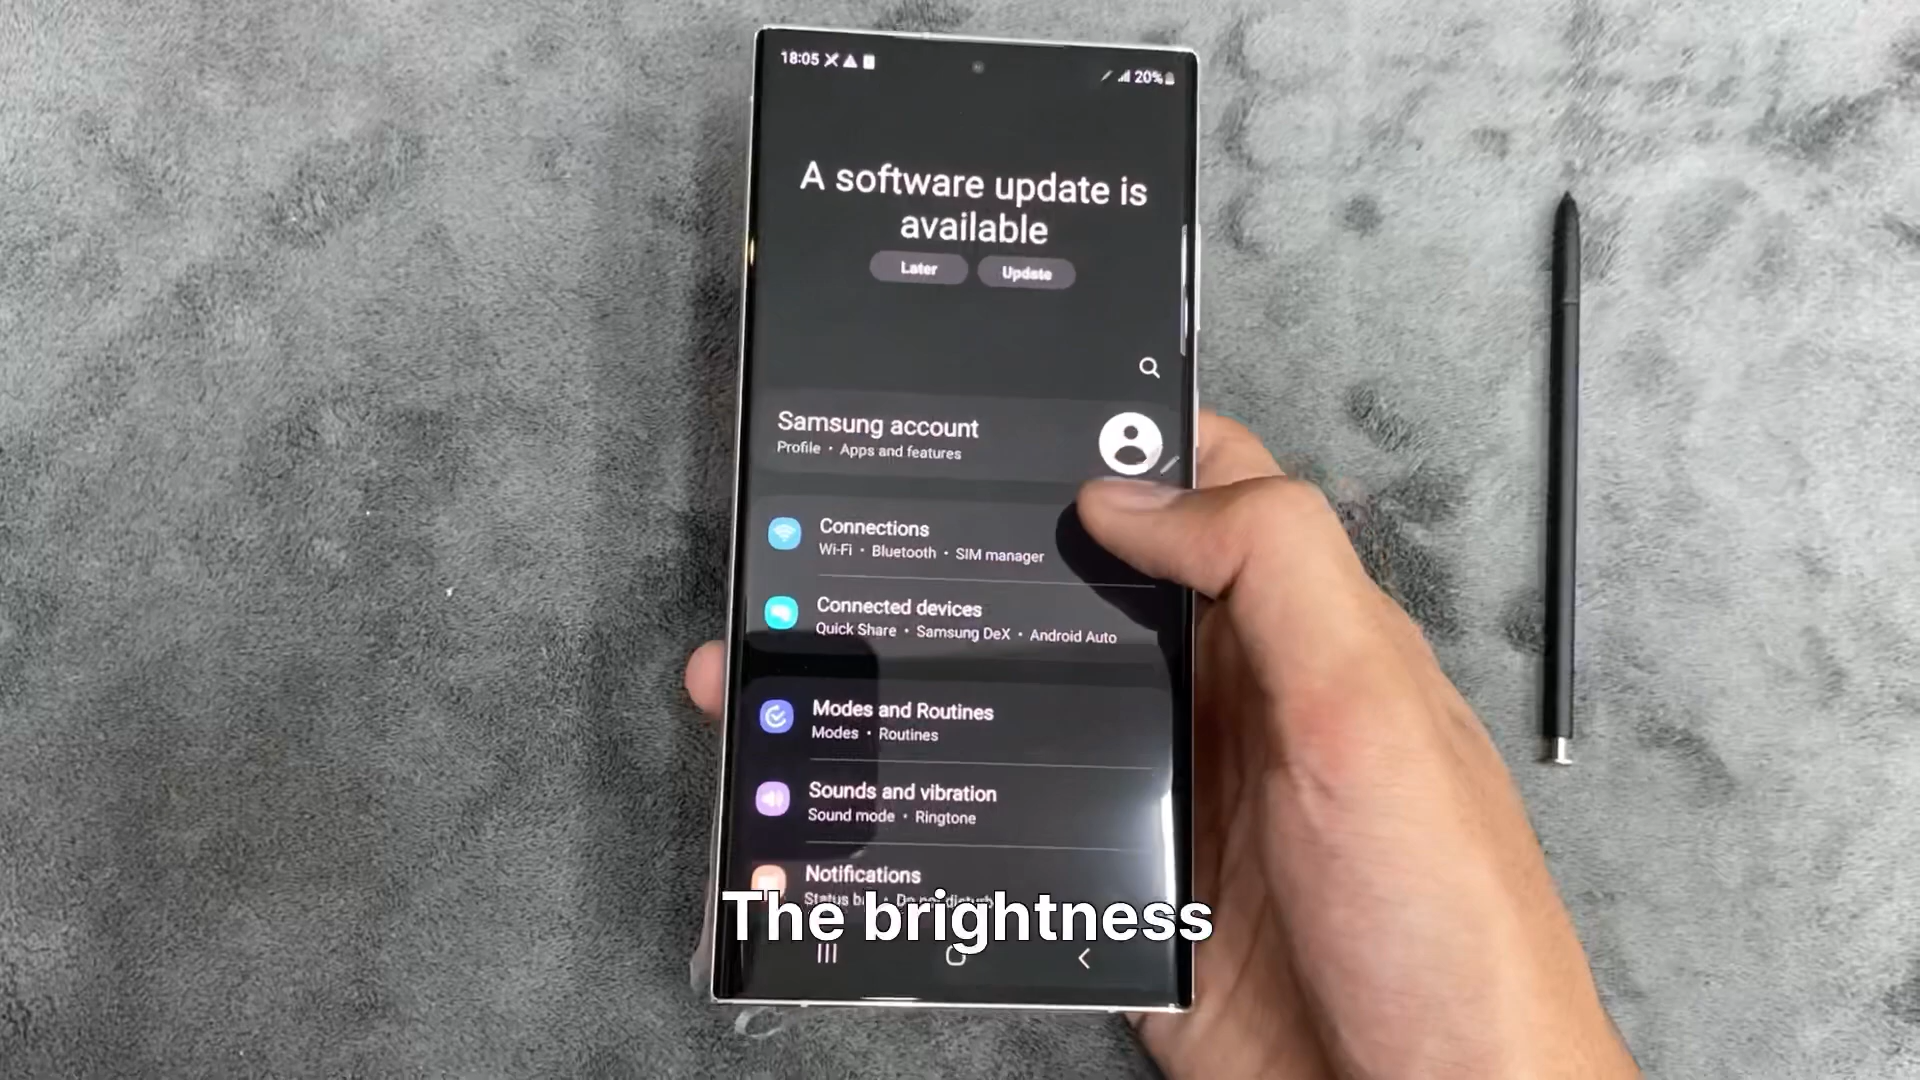 18:05
20%
A software update is
available
Later
Update
Samsung account
Profile • Apps and features
Connections
Wi-Fi • Bluetooth • SIM manager
Connected devices
Quick Share • Samsung DeX • Android Auto
Modes and Routines
Modes • Routines
Sounds and vibration
Sound mode • Ringtone
Notifications
Status • Do
The brightness